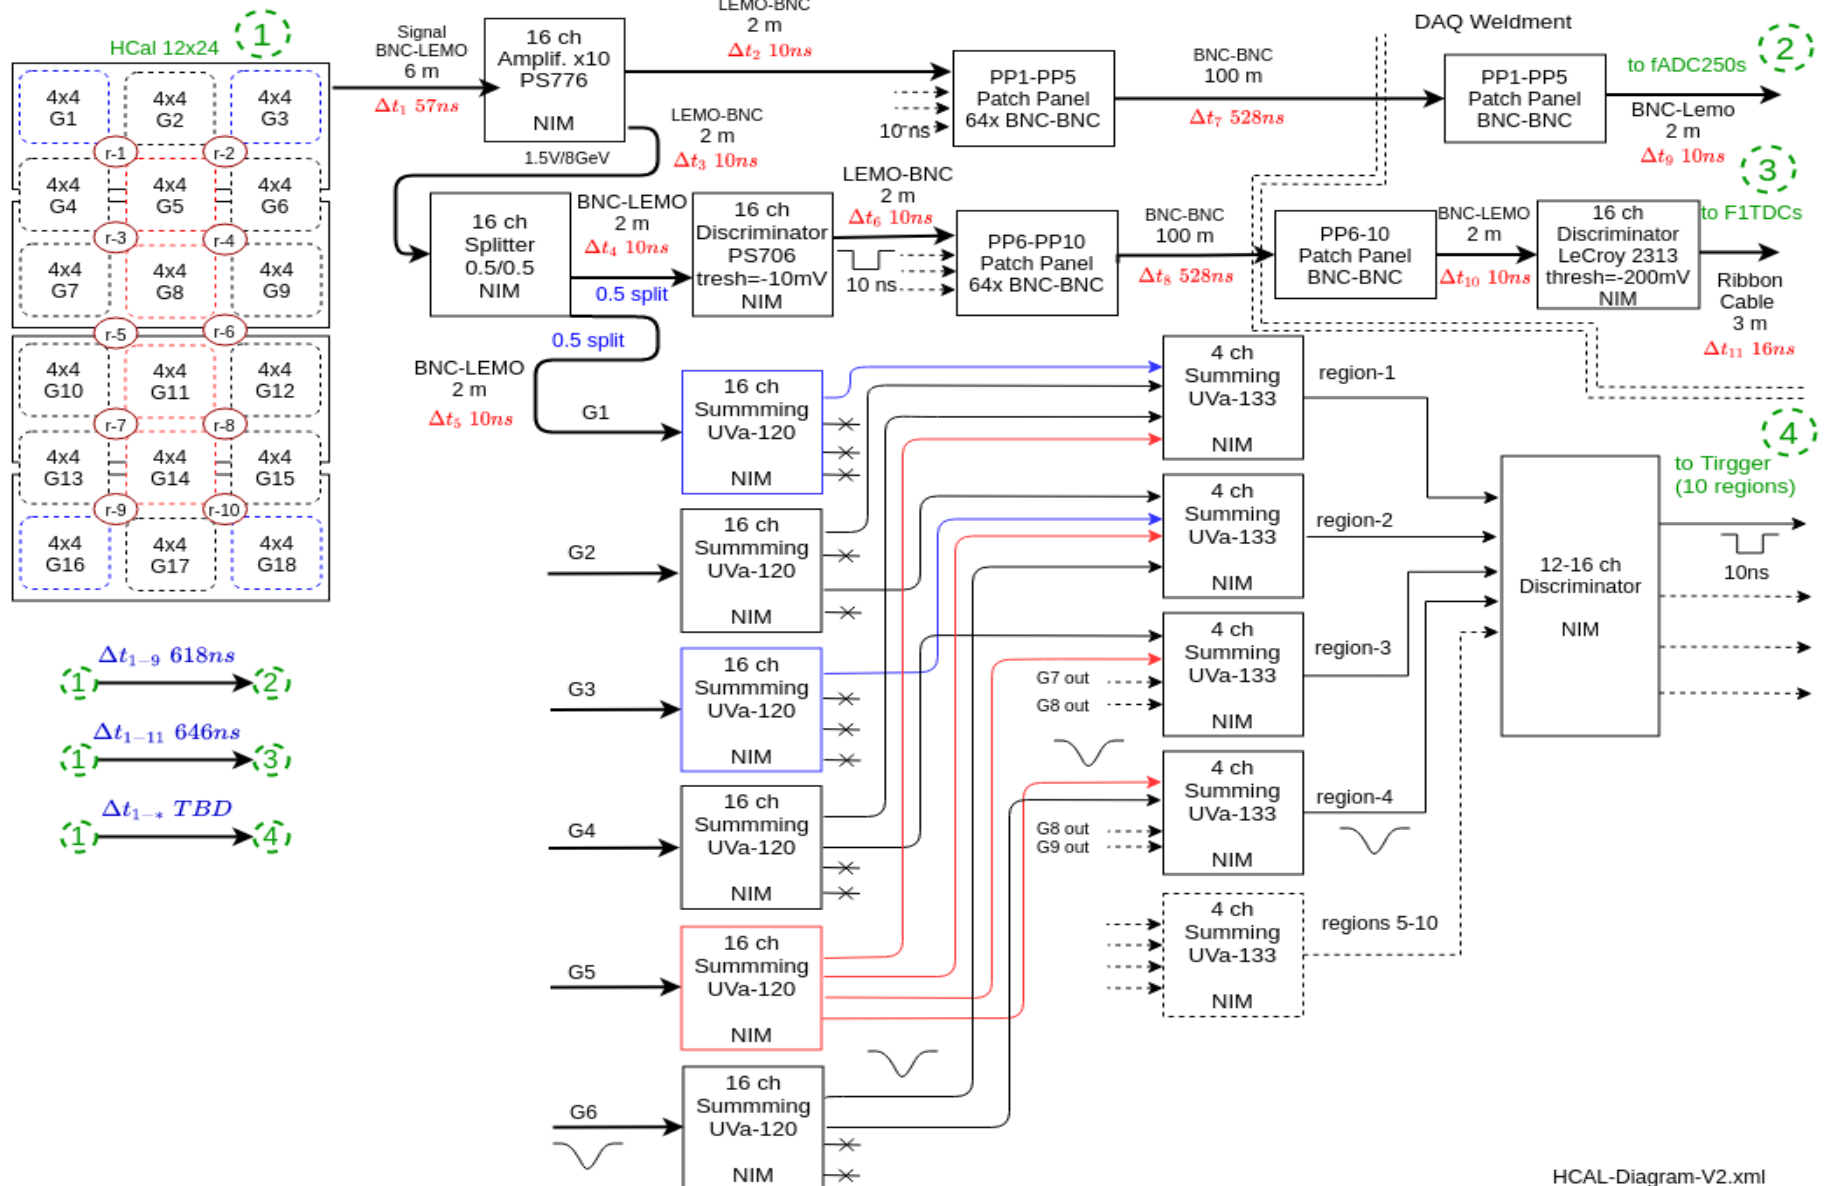 HCal 12x24
1
4x4
G1
4x4
G2
4x4
G3
r-1
r-2
4x4
G4
4x4
G5
4x4
G6
r-3
r-4
4x4
G7
4x4
G8
4x4
G9
r-5
r-6
4x4
G10
4x4
G11
4x4
G12
r-7
r-8
4x4
G13
4x4
G14
4x4
G15
r-9
r-10
4x4
G16
4x4
G17
4x4
G18
Δt₁₋₉ 618ns
1
2
Δt₁₋₁₁ 646ns
1
3
Δt₁₋* TBD
1
4
Signal
BNC-LEMO
6 m
Δt₁ 57ns
16 ch
Amplif. x10
PS776
NIM
LEMO-BNC
2 m
Δt₂ 10ns
10 ns
PP1-PP5
Patch Panel
64x BNC-BNC
BNC-BNC
100 m
Δt₇ 528ns
DAQ Weldment
PP1-PP5
Patch Panel
BNC-BNC
to fADC250s
2
BNC-Lemo
2 m
Δt₉ 10ns
1.5V/8GeV
LEMO-BNC
2 m
Δt₃ 10ns
16 ch
Splitter
0.5/0.5
NIM
BNC-LEMO
2 m
Δt₄ 10ns
0.5 split
0.5 split
16 ch
Discriminator
PS706
tresh=-10mV
NIM
LEMO-BNC
2 m
Δt₆ 10ns
10 ns
PP6-PP10
Patch Panel
64x BNC-BNC
BNC-BNC
100 m
Δt₈ 528ns
PP6-10
Patch Panel
BNC-BNC
BNC-LEMO
2 m
Δt₁₀ 10ns
16 ch
Discriminator
LeCroy 2313
thresh=-200mV
NIM
3
to F1TDCs
Ribbon
Cable
3 m
Δt₁₁ 16ns
BNC-LEMO
2 m
Δt₅ 10ns
G1
16 ch
Summming
UVa-120
NIM
G2
16 ch
Summming
UVa-120
NIM
G3
16 ch
Summming
UVa-120
NIM
G4
16 ch
Summming
UVa-120
NIM
G5
16 ch
Summming
UVa-120
NIM
G6
16 ch
Summming
UVa-120
NIM
4 ch
Summing
UVa-133
NIM
region-1
4 ch
Summing
UVa-133
NIM
region-2
G7 out
G8 out
4 ch
Summing
UVa-133
NIM
region-3
G8 out
G9 out
4 ch
Summing
UVa-133
NIM
region-4
4 ch
Summing
UVa-133
NIM
regions 5-10
12-16 ch
Discriminator
NIM
4
to Tirgger
(10 regions)
10ns
HCAL-Diagram-V2.xml